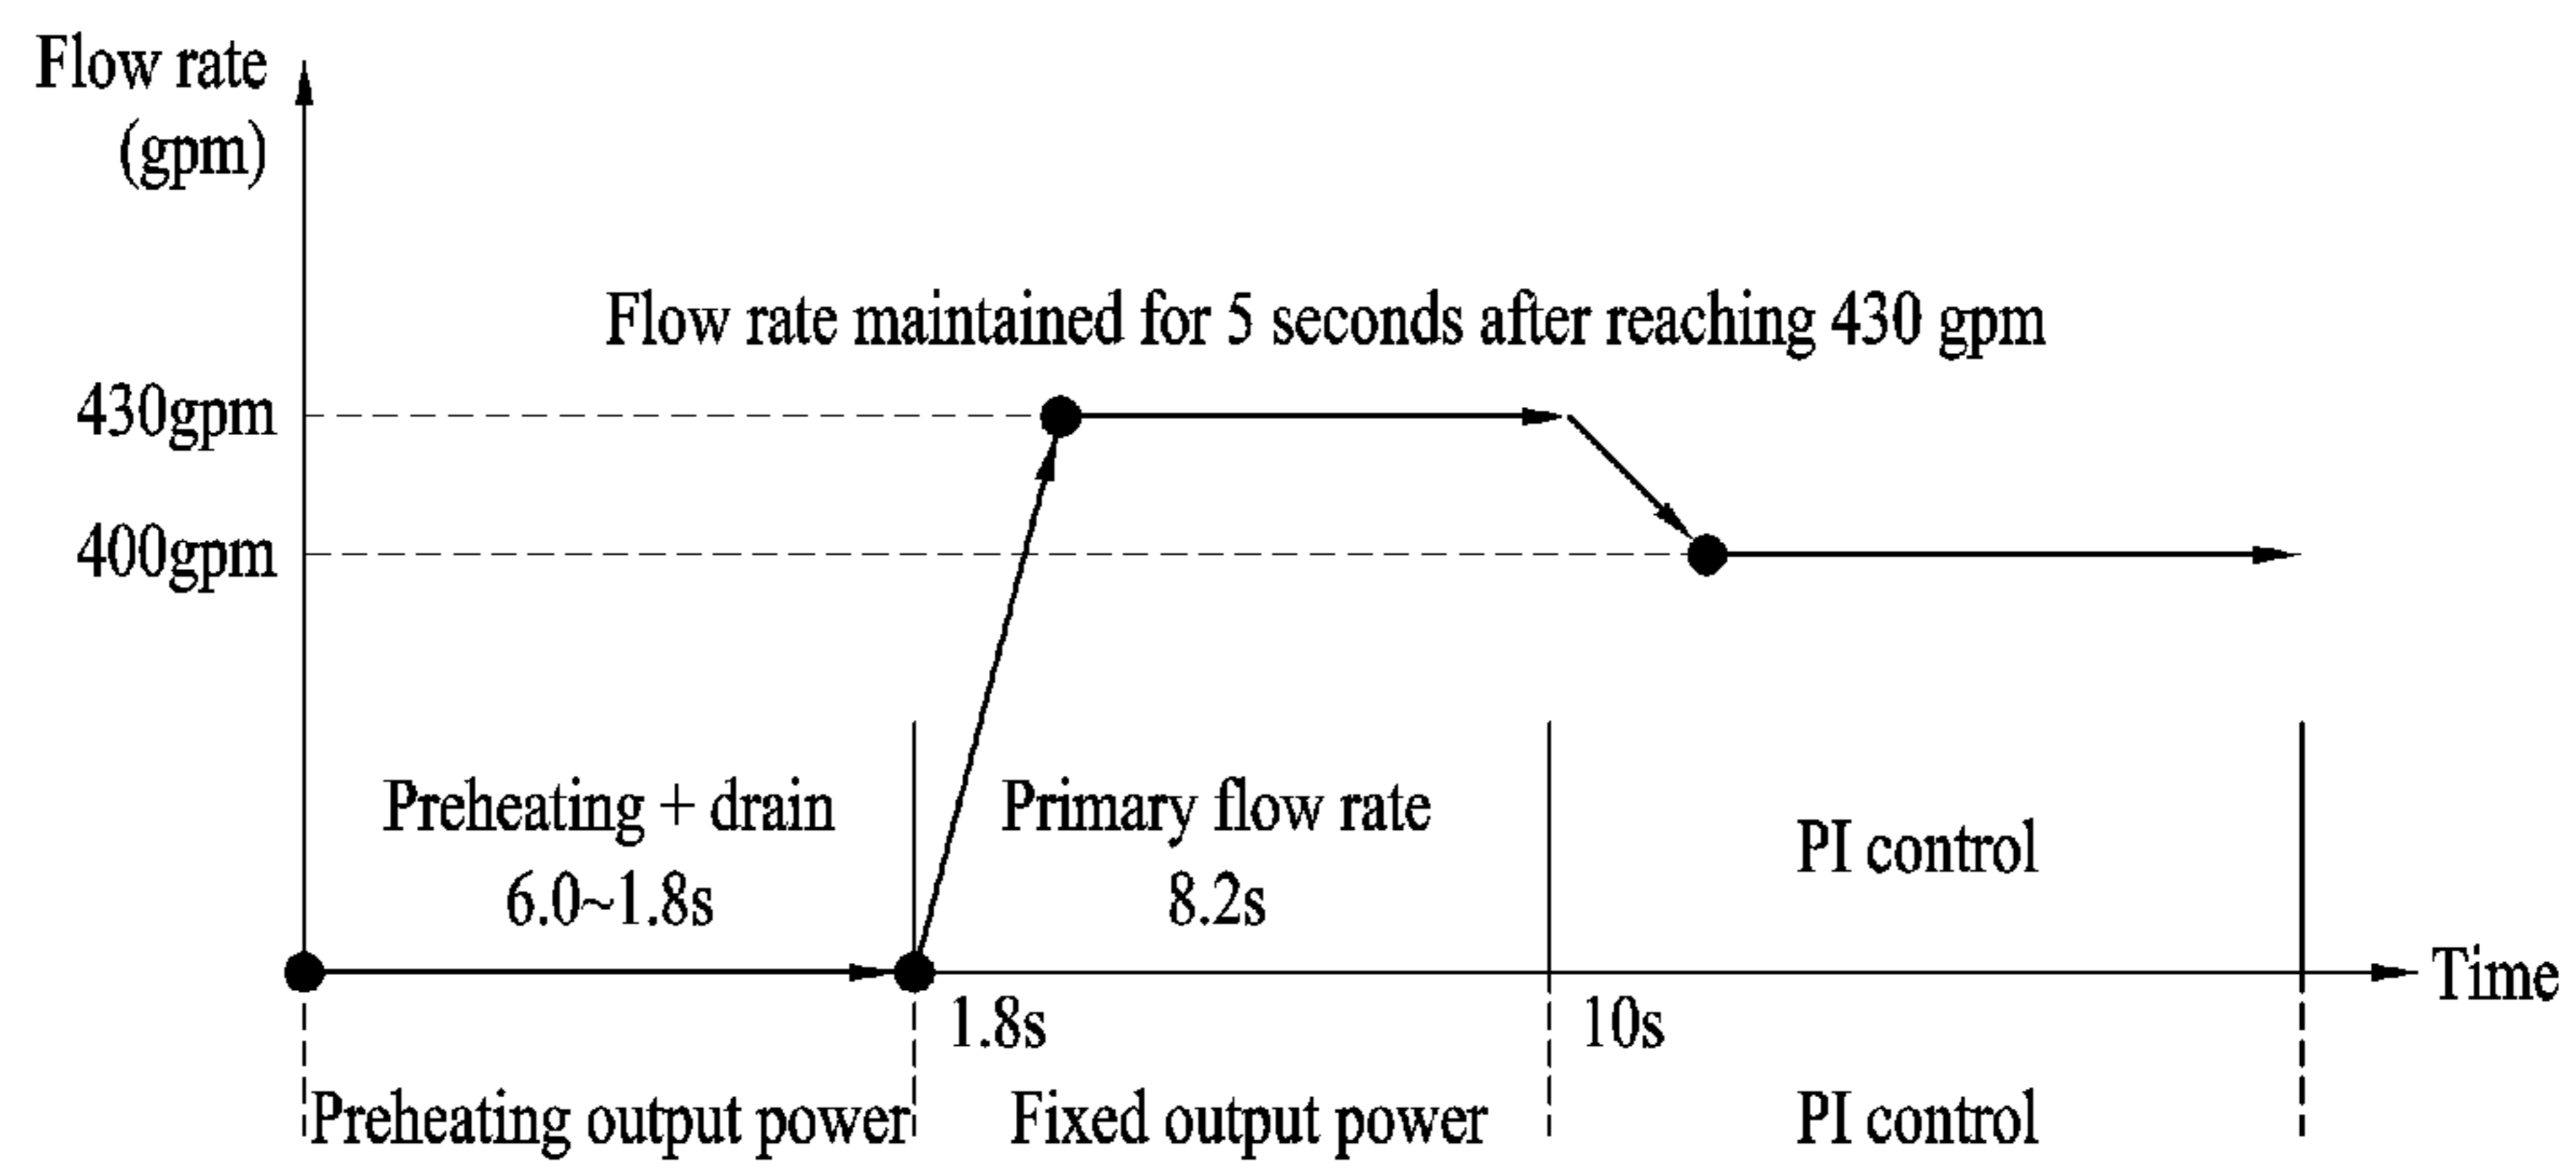 Flow rate
(gpm)
Flow rate maintained for 5 seconds after reaching 430 gpm
430gpm
400gpm
Preheating + drain
6.0~1.8s
Primary flow rate
8.2s
PI control
Time
1.8s
10s
Preheating output power
Fixed output power
PI control